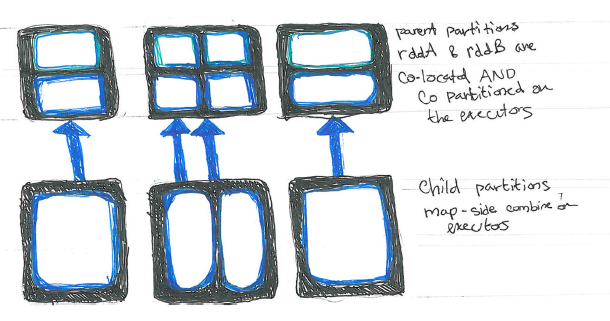 parent partitions
rddA & rddB are
Co-located AND
Co partitioned on
the executors
Child partitions
map-side combine on
executors